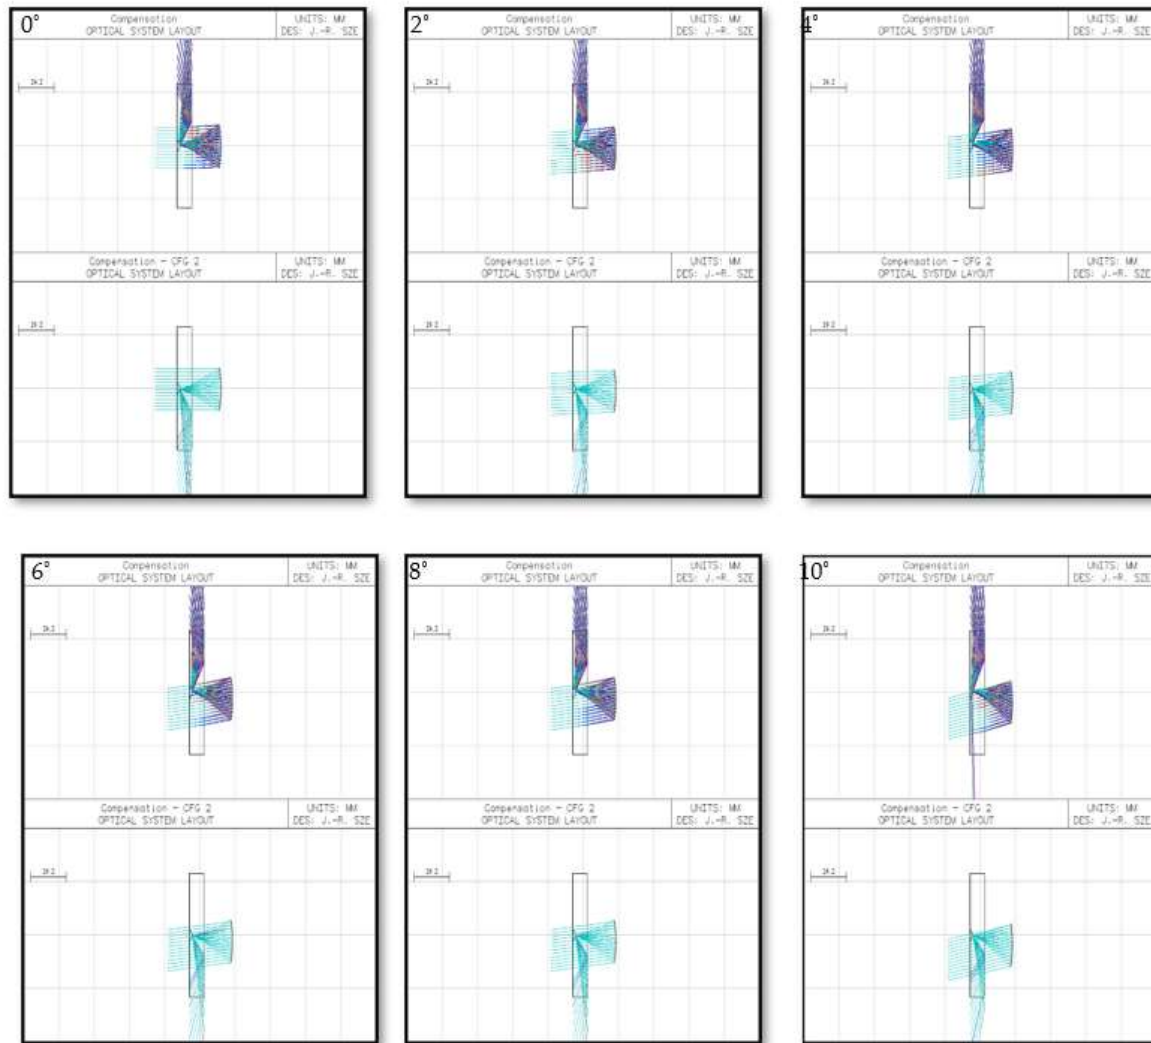 0°
Compensation
OPTICAL SYSTEM LAYOUT
UNITS: MM
DES: J.-R. SZE
Compensation - CFG 2
OPTICAL SYSTEM LAYOUT
UNITS: MM
DES: J.-R. SZE
2°
Compensation
OPTICAL SYSTEM LAYOUT
UNITS: MM
DES: J.-R. SZE
Compensation - CFG 2
OPTICAL SYSTEM LAYOUT
UNITS: MM
DES: J.-R. SZE
4°
Compensation
OPTICAL SYSTEM LAYOUT
UNITS: MM
DES: J.-R. SZE
Compensation - CFG 2
OPTICAL SYSTEM LAYOUT
UNITS: MM
DES: J.-R. SZE
6°
Compensation
OPTICAL SYSTEM LAYOUT
UNITS: MM
DES: J.-R. SZE
Compensation - CFG 2
OPTICAL SYSTEM LAYOUT
UNITS: MM
DES: J.-R. SZE
8°
Compensation
OPTICAL SYSTEM LAYOUT
UNITS: MM
DES: J.-R. SZE
Compensation - CFG 2
OPTICAL SYSTEM LAYOUT
UNITS: MM
DES: J.-R. SZE
10°
Compensation
OPTICAL SYSTEM LAYOUT
UNITS: MM
DES: J.-R. SZE
Compensation - CFG 2
OPTICAL SYSTEM LAYOUT
UNITS: MM
DES: J.-R. SZE